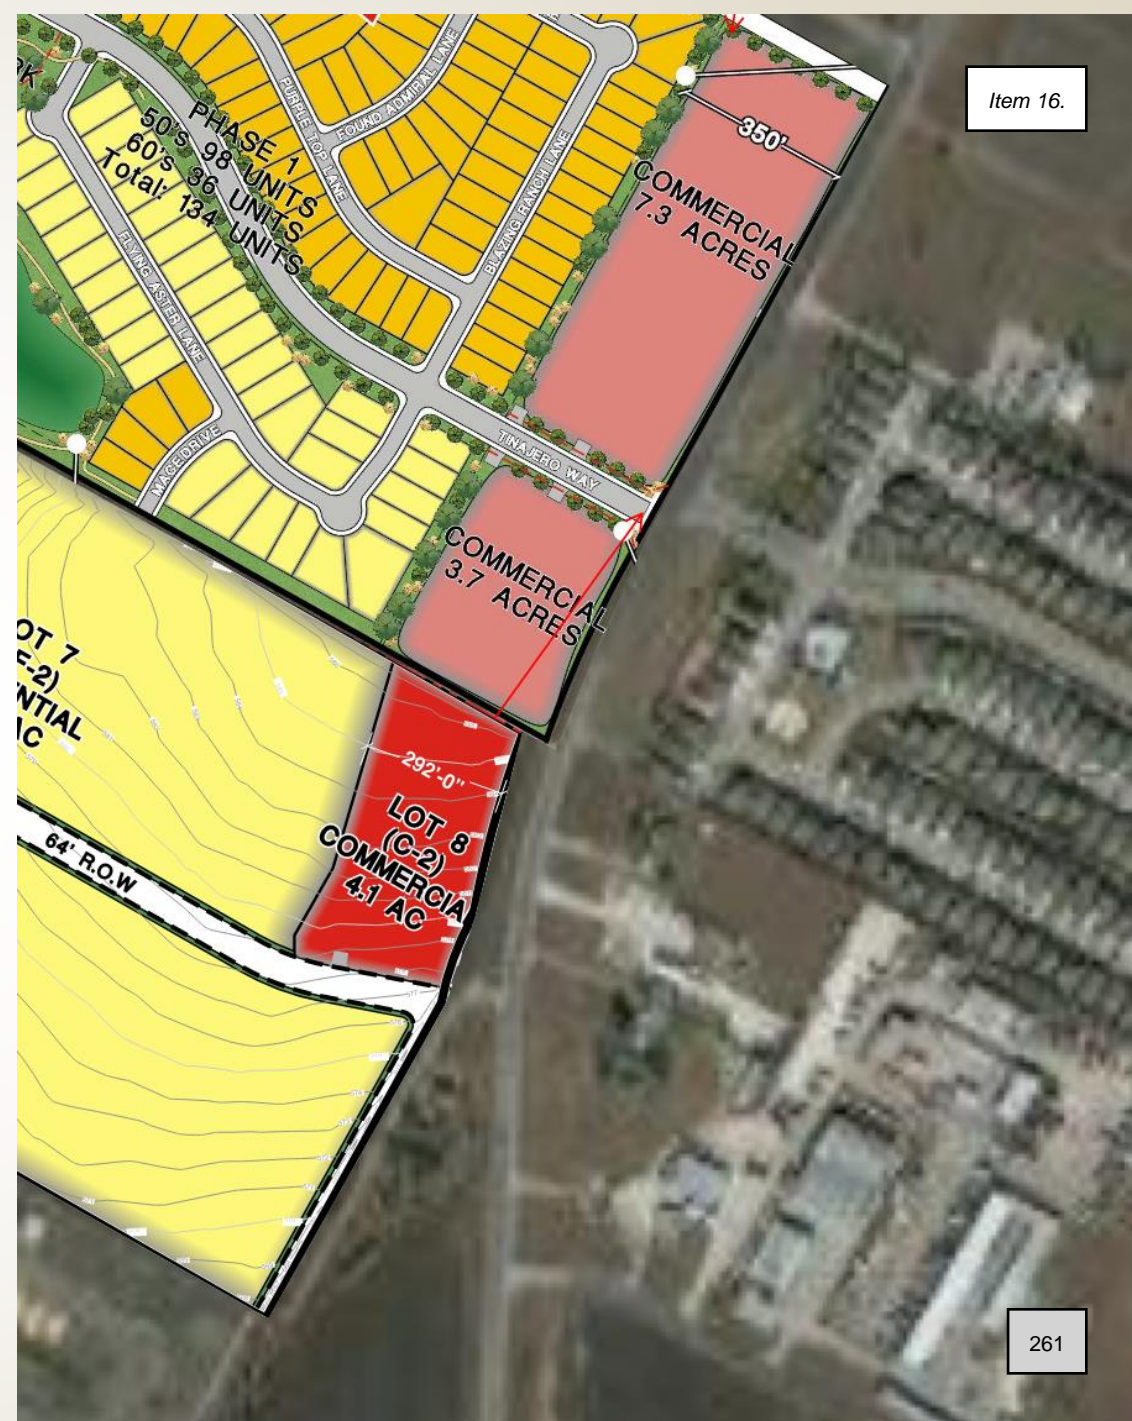 Item 16.
PURPLE TOP LANE
FOUND ADMIRAL LANE
BLAZING RANCH LANE
350'
PHASE 1
50's 98 UNITS
60's 36 UNITS
Total: 134 UNITS
COMMERCIAL
7.3 ACRES
FLYING ASTER LANE
MACE DRIVE
TINAJERO WAY
COMMERCIAL
3.7 ACRES
OT 7
-2)
NTIAL
AC
292'-0"
LOT 8
(C-2)
COMMERCIA
4.1 AC
64' R.O.W
261